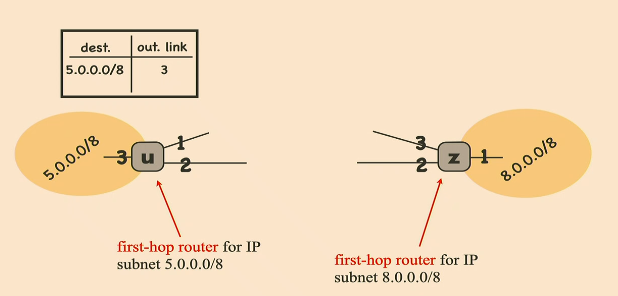 dest. out. link
5.0.0.0/8 3
5.0.0.0/8
3 u 1
2
3
2 z 1
8.0.0.0/8
first-hop router for IP
subnet 5.0.0.0/8
first-hop router for IP
subnet 8.0.0.0/8